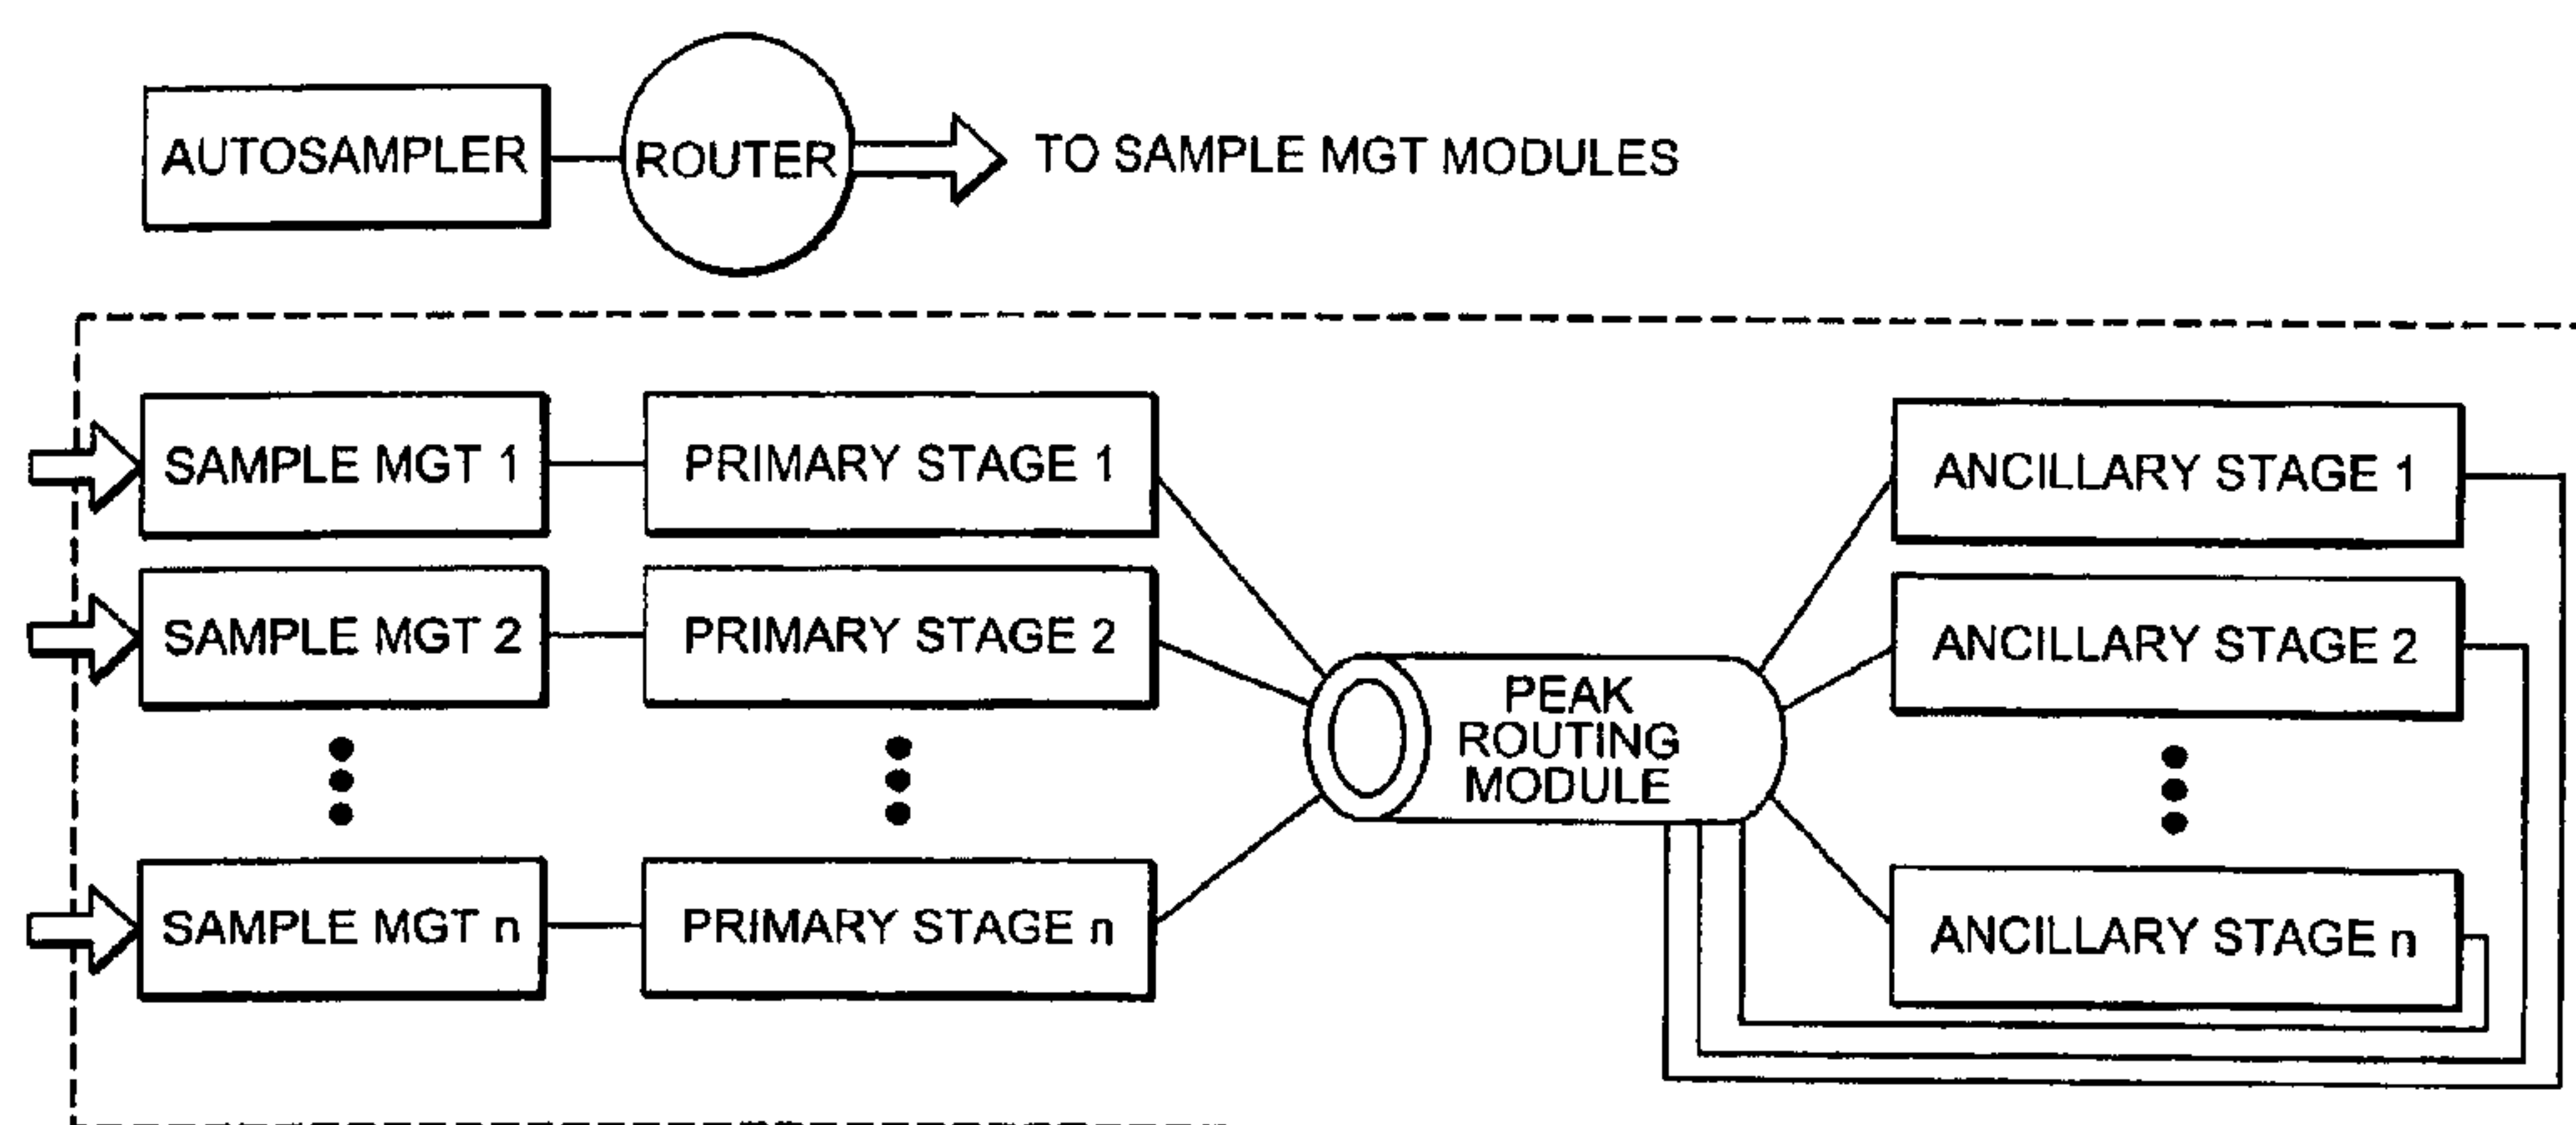 AUTOSAMPLER
ROUTER
TO SAMPLE MGT MODULES
SAMPLE MGT 1
PRIMARY STAGE 1
ANCILLARY STAGE 1
SAMPLE MGT 2
PRIMARY STAGE 2
ANCILLARY STAGE 2
PEAK
ROUTING
MODULE
SAMPLE MGT n
PRIMARY STAGE n
ANCILLARY STAGE n